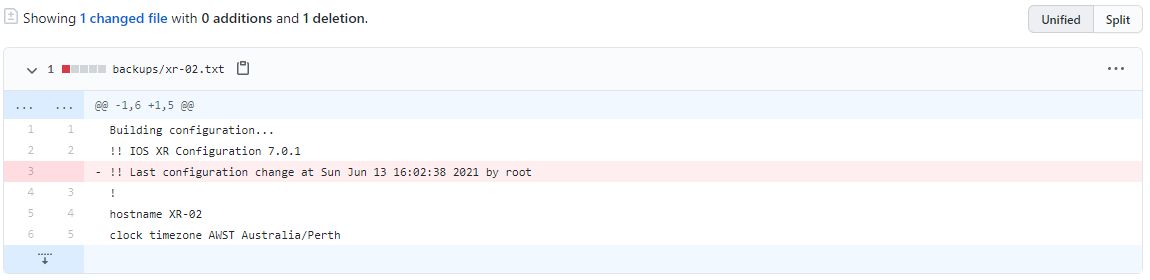 Showing 1 changed file with 0 additions and 1 deletion.
Unified Split
1 backups/xr-02.txt
... ... @@ -1,6 +1,5 @@
1 1 Building configuration...
2 2 !! IOS XR Configuration 7.0.1
3 - !! Last configuration change at Sun Jun 13 16:02:38 2021 by root
4 3 !
5 4 hostname XR-02
6 5 clock timezone AWST Australia/Perth